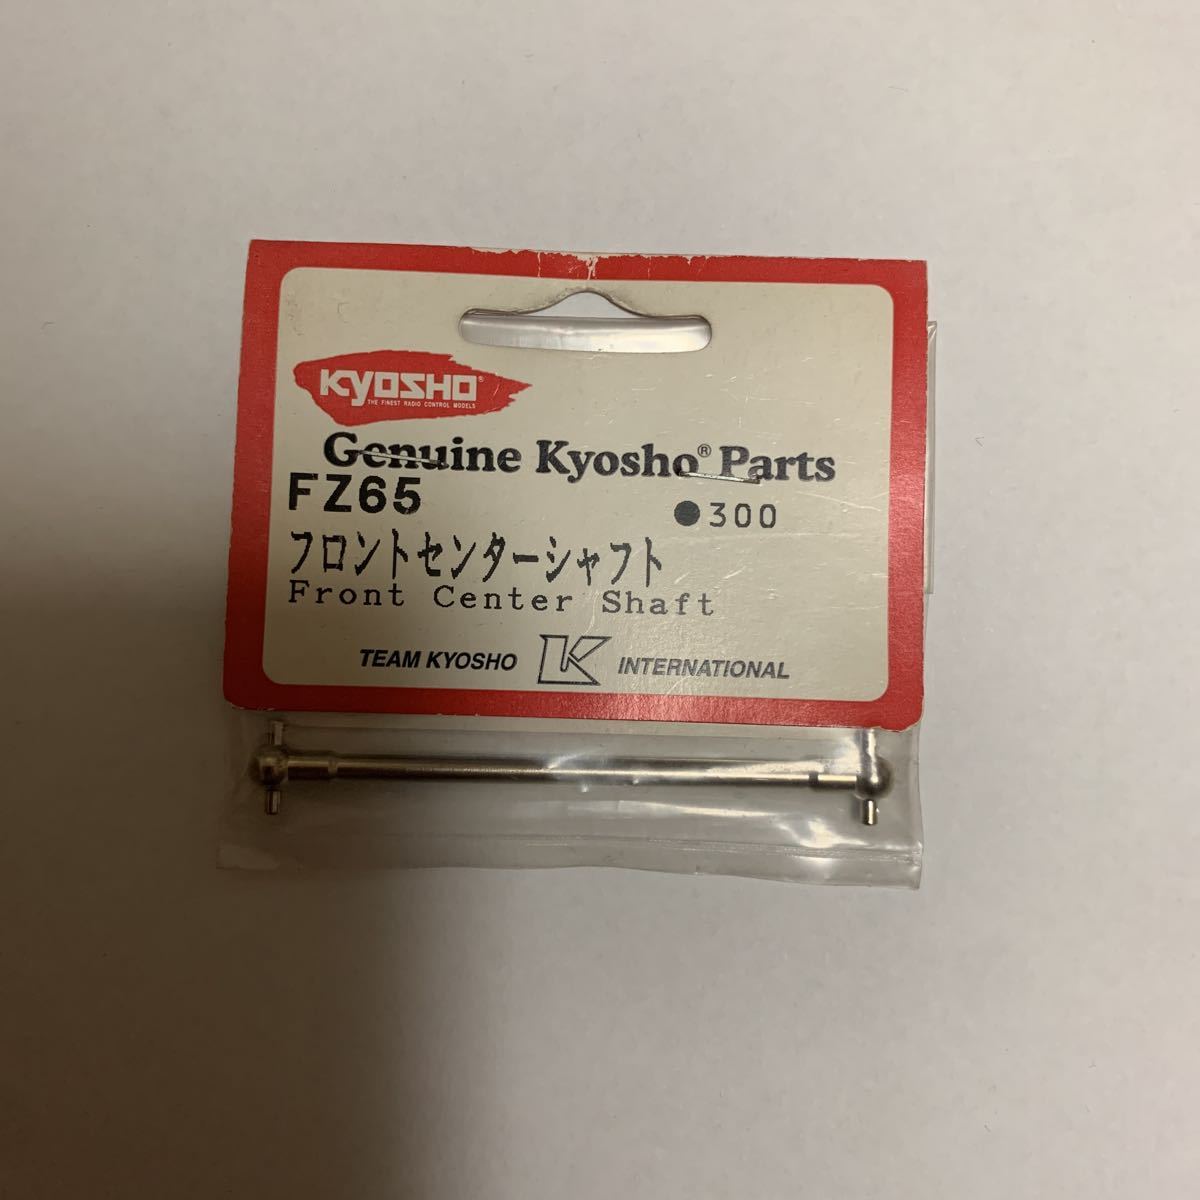 KYOSHO®
THE FINEST RADIO CONTROL MODELS
Genuine Kyosho® Parts
FZ65
●300
フロントセンターシャフト
Front Center Shaft
TEAM KYOSHO K INTERNATIONAL